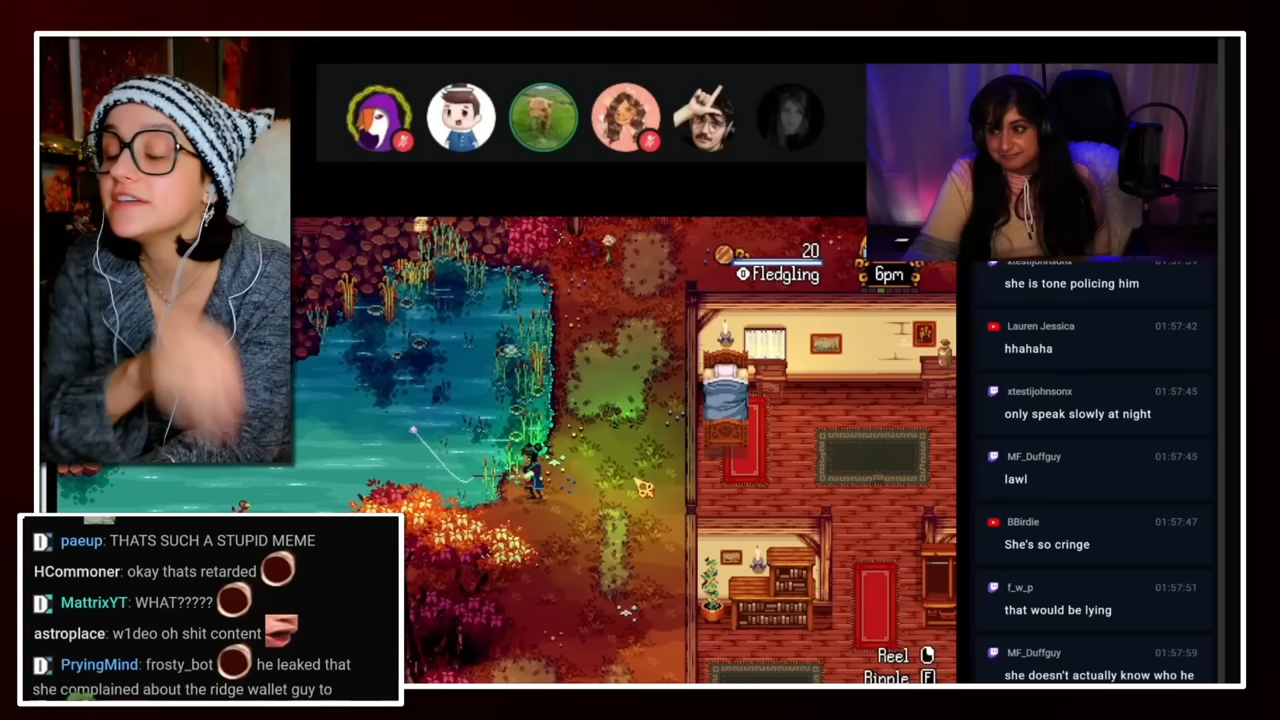 20
Fledgling
6pm
Reel
Ripple [F]
xtestijohnsonx 01:57:39
she is tone policing him
Lauren Jessica 01:57:42
hhahaha
xtestijohnsonx 01:57:45
only speak slowly at night
MF_Duffguy 01:57:45
lawl
BBirdie 01:57:47
She's so cringe
f_w_p 01:57:51
that would be lying
MF_Duffguy 01:57:59
she doesn't actually know who he
paeup: THATS SUCH A STUPID MEME
HCommoner: okay thats retarded
MattrixYT: WHAT?????
astroplace: w1deo oh shit content
PryingMind: frosty_bot he leaked that
she complained about the ridge wallet guy to